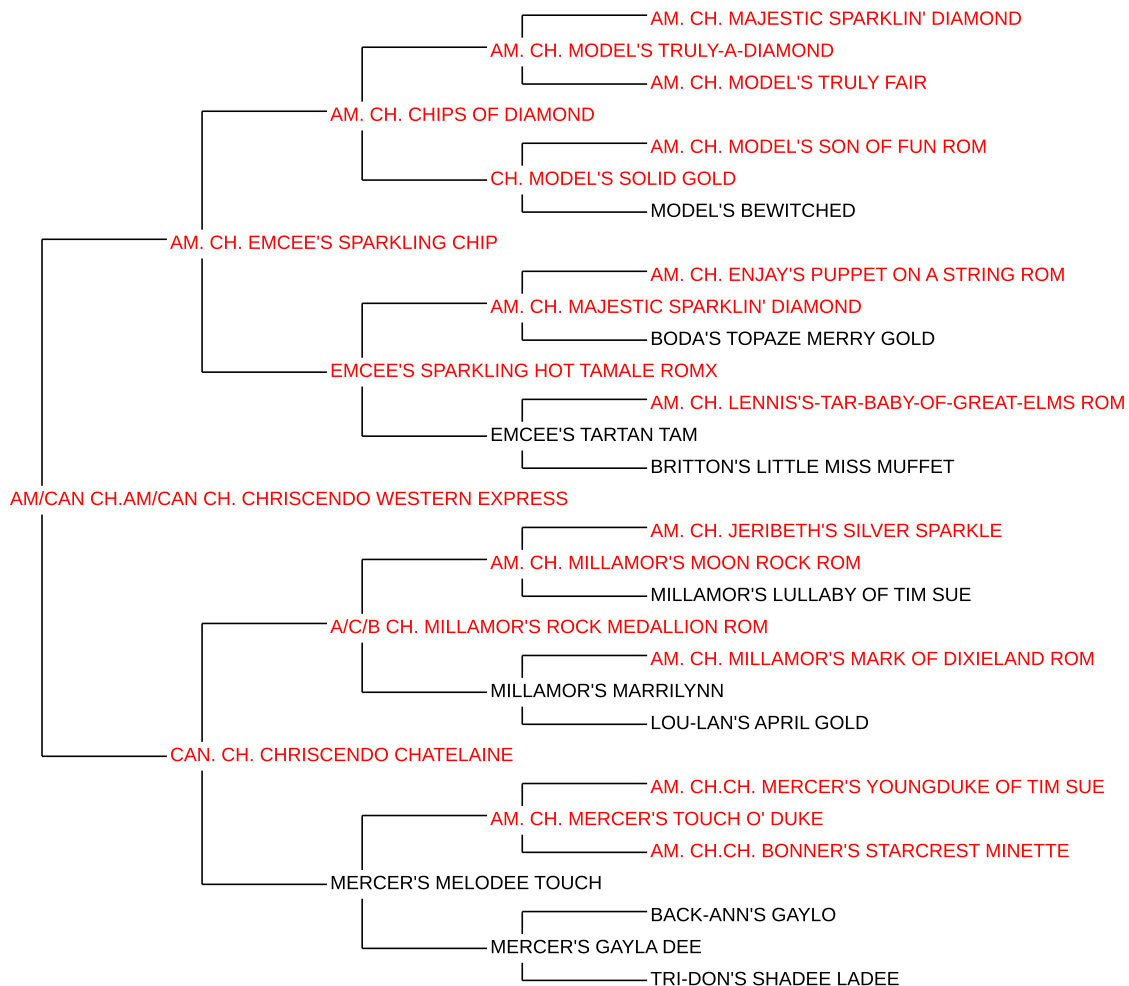 AM. CH. MAJESTIC SPARKLIN' DIAMOND
AM. CH. MODEL'S TRULY-A-DIAMOND
AM. CH. MODEL'S TRULY FAIR
AM. CH. CHIPS OF DIAMOND
AM. CH. MODEL'S SON OF FUN ROM
CH. MODEL'S SOLID GOLD
MODEL'S BEWITCHED
AM. CH. EMCEE'S SPARKLING CHIP
AM. CH. ENJAY'S PUPPET ON A STRING ROM
AM. CH. MAJESTIC SPARKLIN' DIAMOND
BODA'S TOPAZE MERRY GOLD
EMCEE'S SPARKLING HOT TAMALE ROMX
AM. CH. LENNIS'S-TAR-BABY-OF-GREAT-ELMS ROM
EMCEE'S TARTAN TAM
BRITTON'S LITTLE MISS MUFFET
AM/CAN CH.AM/CAN CH. CHRISCENDO WESTERN EXPRESS
AM. CH. JERIBETH'S SILVER SPARKLE
AM. CH. MILLAMOR'S MOON ROCK ROM
MILLAMOR'S LULLABY OF TIM SUE
A/C/B CH. MILLAMOR'S ROCK MEDALLION ROM
AM. CH. MILLAMOR'S MARK OF DIXIELAND ROM
MILLAMOR'S MARRILYNN
LOU-LAN'S APRIL GOLD
CAN. CH. CHRISCENDO CHATELAINE
AM. CH.CH. MERCER'S YOUNGDUKE OF TIM SUE
AM. CH. MERCER'S TOUCH O' DUKE
AM. CH.CH. BONNER'S STARCREST MINETTE
MERCER'S MELODEE TOUCH
BACK-ANN'S GAYLO
MERCER'S GAYLA DEE
TRI-DON'S SHADEE LADEE